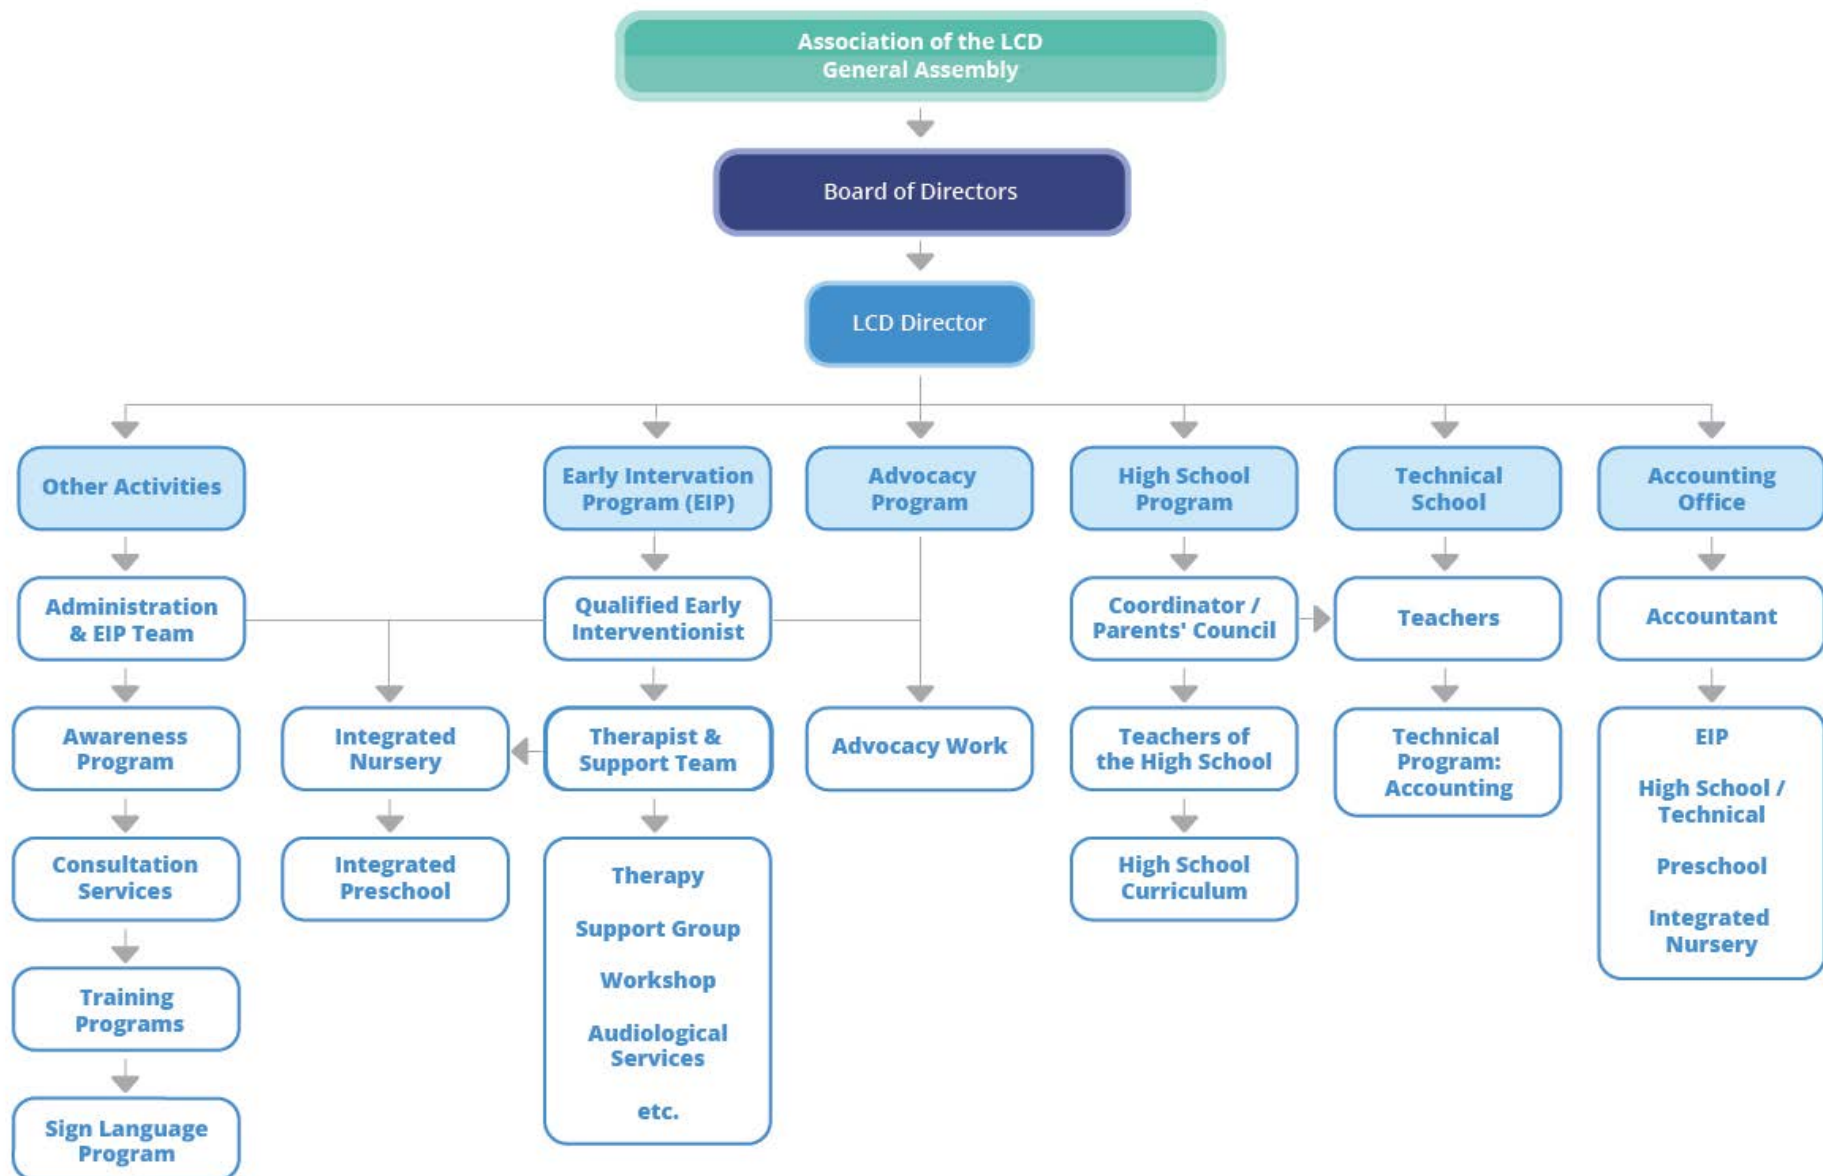 Association of the LCD
General Assembly
Board of Directors
LCD Director
Other Activities
Early Intervation
Program (EIP)
Advocacy
Program
High School
Program
Technical
School
Accounting
Office
Administration
& EIP Team
Qualified Early
Interventionist
Coordinator /
Parents' Council
Teachers
Accountant
Awareness
Program
Integrated
Nursery
Therapist &
Support Team
Advocacy Work
Teachers of
the High School
Technical
Program:
Accounting
EIP
High School /
Technical
Preschool
Integrated
Nursery
Consultation
Services
Integrated
Preschool
Therapy
Support Group
Workshop
Audiological
Services
etc.
High School
Curriculum
Training
Programs
Sign Language
Program